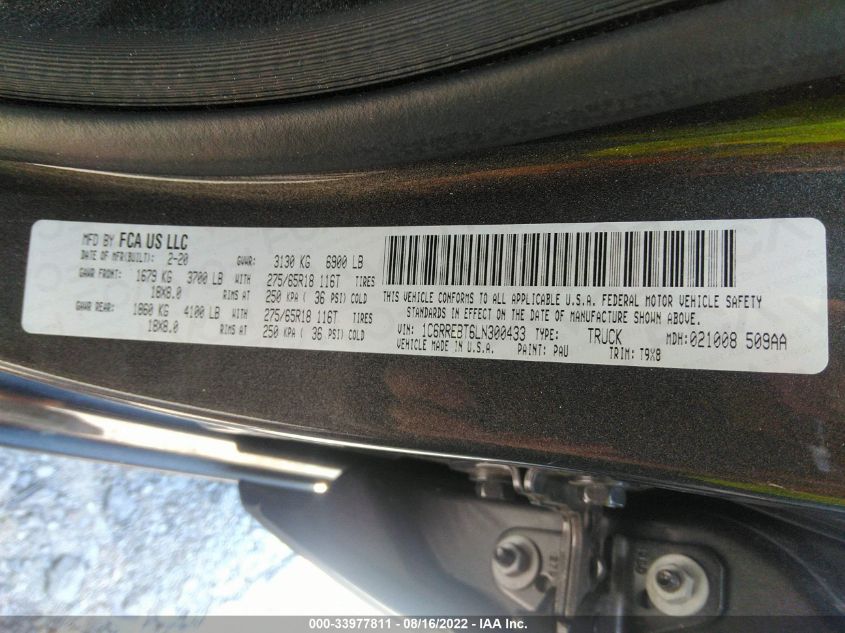 MFD BY FCA US LLC
DATE OF MFR(BUILT): 2-20 GVWR: 3130 KG 6900 LB
GAWR FRONT: 1679 KG 3700 LB WITH 275/65R18 116T TIRES
18X8.0 RIMS AT 250 KPA ( 36 PSI) COLD
GAWR REAR: 1860 KG 4100 LB WITH 275/65R18 116T TIRES
18X8.0 RIMS AT 250 KPA ( 36 PSI) COLD
THIS VEHICLE CONFORMS TO ALL APPLICABLE U.S.A. FEDERAL MOTOR VEHICLE SAFETY
STANDARDS IN EFFECT ON THE DATE OF MANUFACTURE SHOWN ABOVE.
VIN: 1C6RREBT6LN300433 TYPE: TRUCK MDH:021008 509AA
VEHICLE MADE IN U.S.A. PAINT: PAU TRIM: T9X8
000-33977811 - 08/16/2022 - IAA Inc.